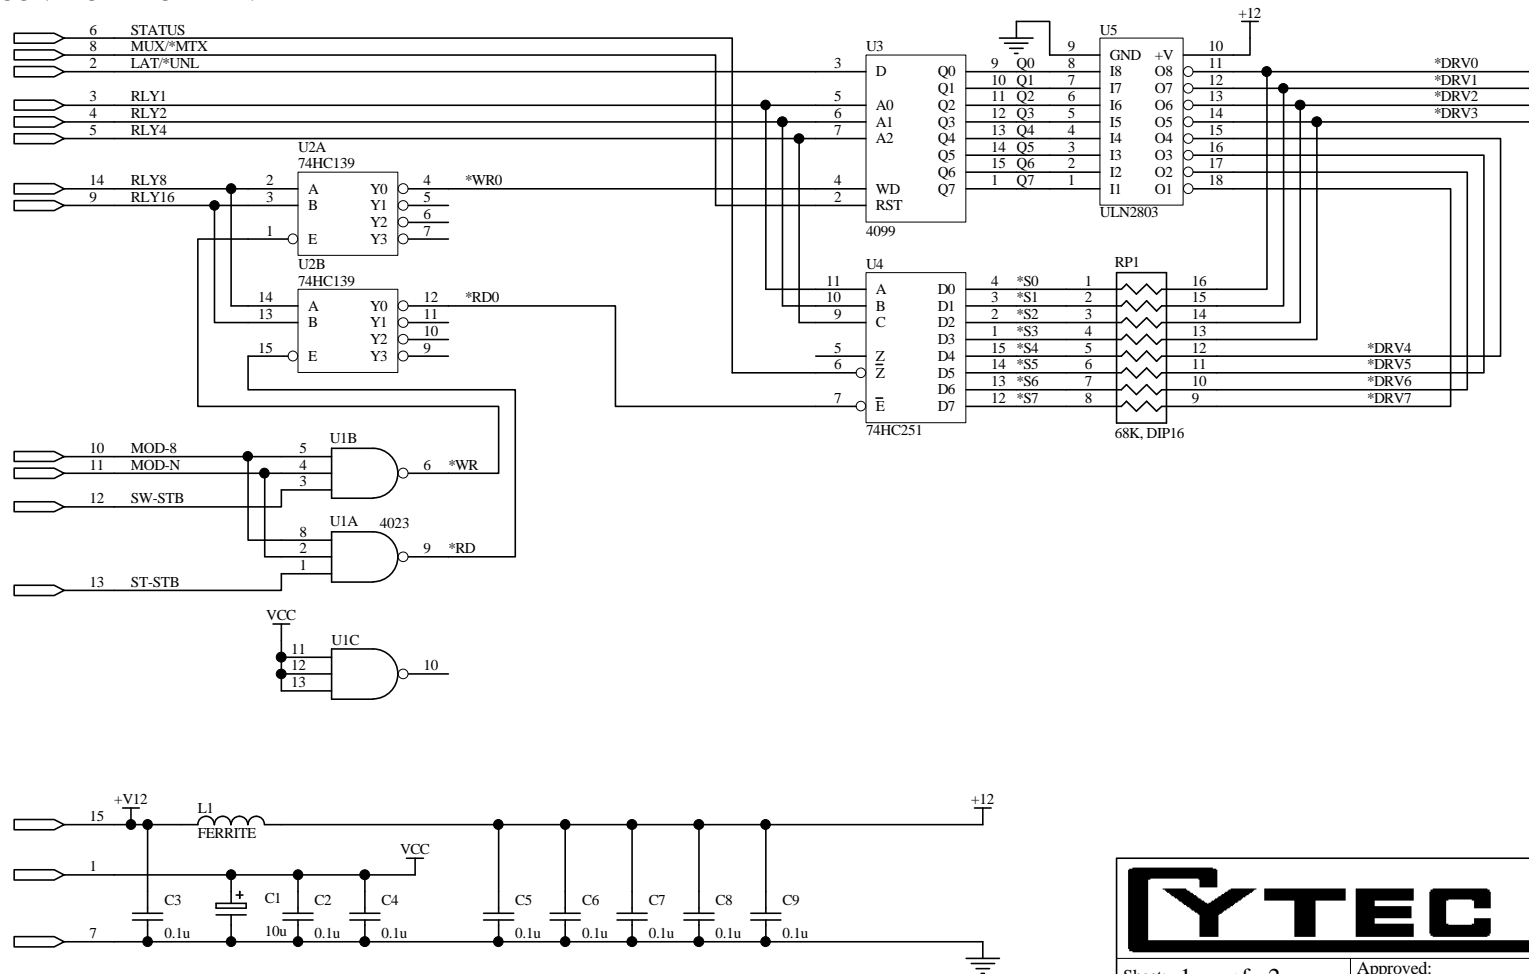 6 STATUS
8 MUX/*MTX
2 LAT/*UNL
3 RLY1
4 RLY2
5 RLY4
14 RLY8
9 RLY16
U2A
74HC139
2 A Y0 4 *WR0
3 B Y1 5
Y2 6
1 E Y3 7
U2B
74HC139
14 A Y0 12 *RD0
13 B Y1 11
Y2 10
15 E Y3 9
U3
3 D Q0 9 Q0
Q1 10 Q1
5 A0 Q2 11 Q2
6 A1 Q3 12 Q3
7 A2 Q4 13 Q4
Q5 14 Q5
Q6 15 Q6
4 WD Q7 1 Q7
2 RST
4099
+12
U5
9 GND +V 10
8 I8 O8 11 *DRV0
7 I7 O7 12 *DRV1
6 I6 O6 13 *DRV2
5 I5 O5 14 *DRV3
4 I4 O4 15
3 I3 O3 16
2 I2 O2 17
1 I1 O1 18
ULN2803
U4
11 A D0 4 *S0
10 B D1 3 *S1
9 C D2 2 *S2
D3 1 *S3
5 Z D4 15 *S4
6 Z D5 14 *S5
D6 13 *S6
7 E D7 12 *S7
74HC251
RP1
1 16
2 15
3 14
4 13
5 12 *DRV4
6 11 *DRV5
7 10 *DRV6
8 9 *DRV7
68K, DIP16
10 MOD-8
11 MOD-N
12 SW-STB
13 ST-STB
U1B
5
4 6 *WR
3
U1A 4023
8
2 9 *RD
1
VCC
U1C
11
12 10
13
+V12
15
L1
FERRITE
+12
1
VCC
C3 C1 C2 C4 C5 C6 C7 C8 C9
0.1u 10u 0.1u 0.1u 0.1u 0.1u 0.1u 0.1u 0.1u
+
7
CYTEC
1 of 2
Approved: